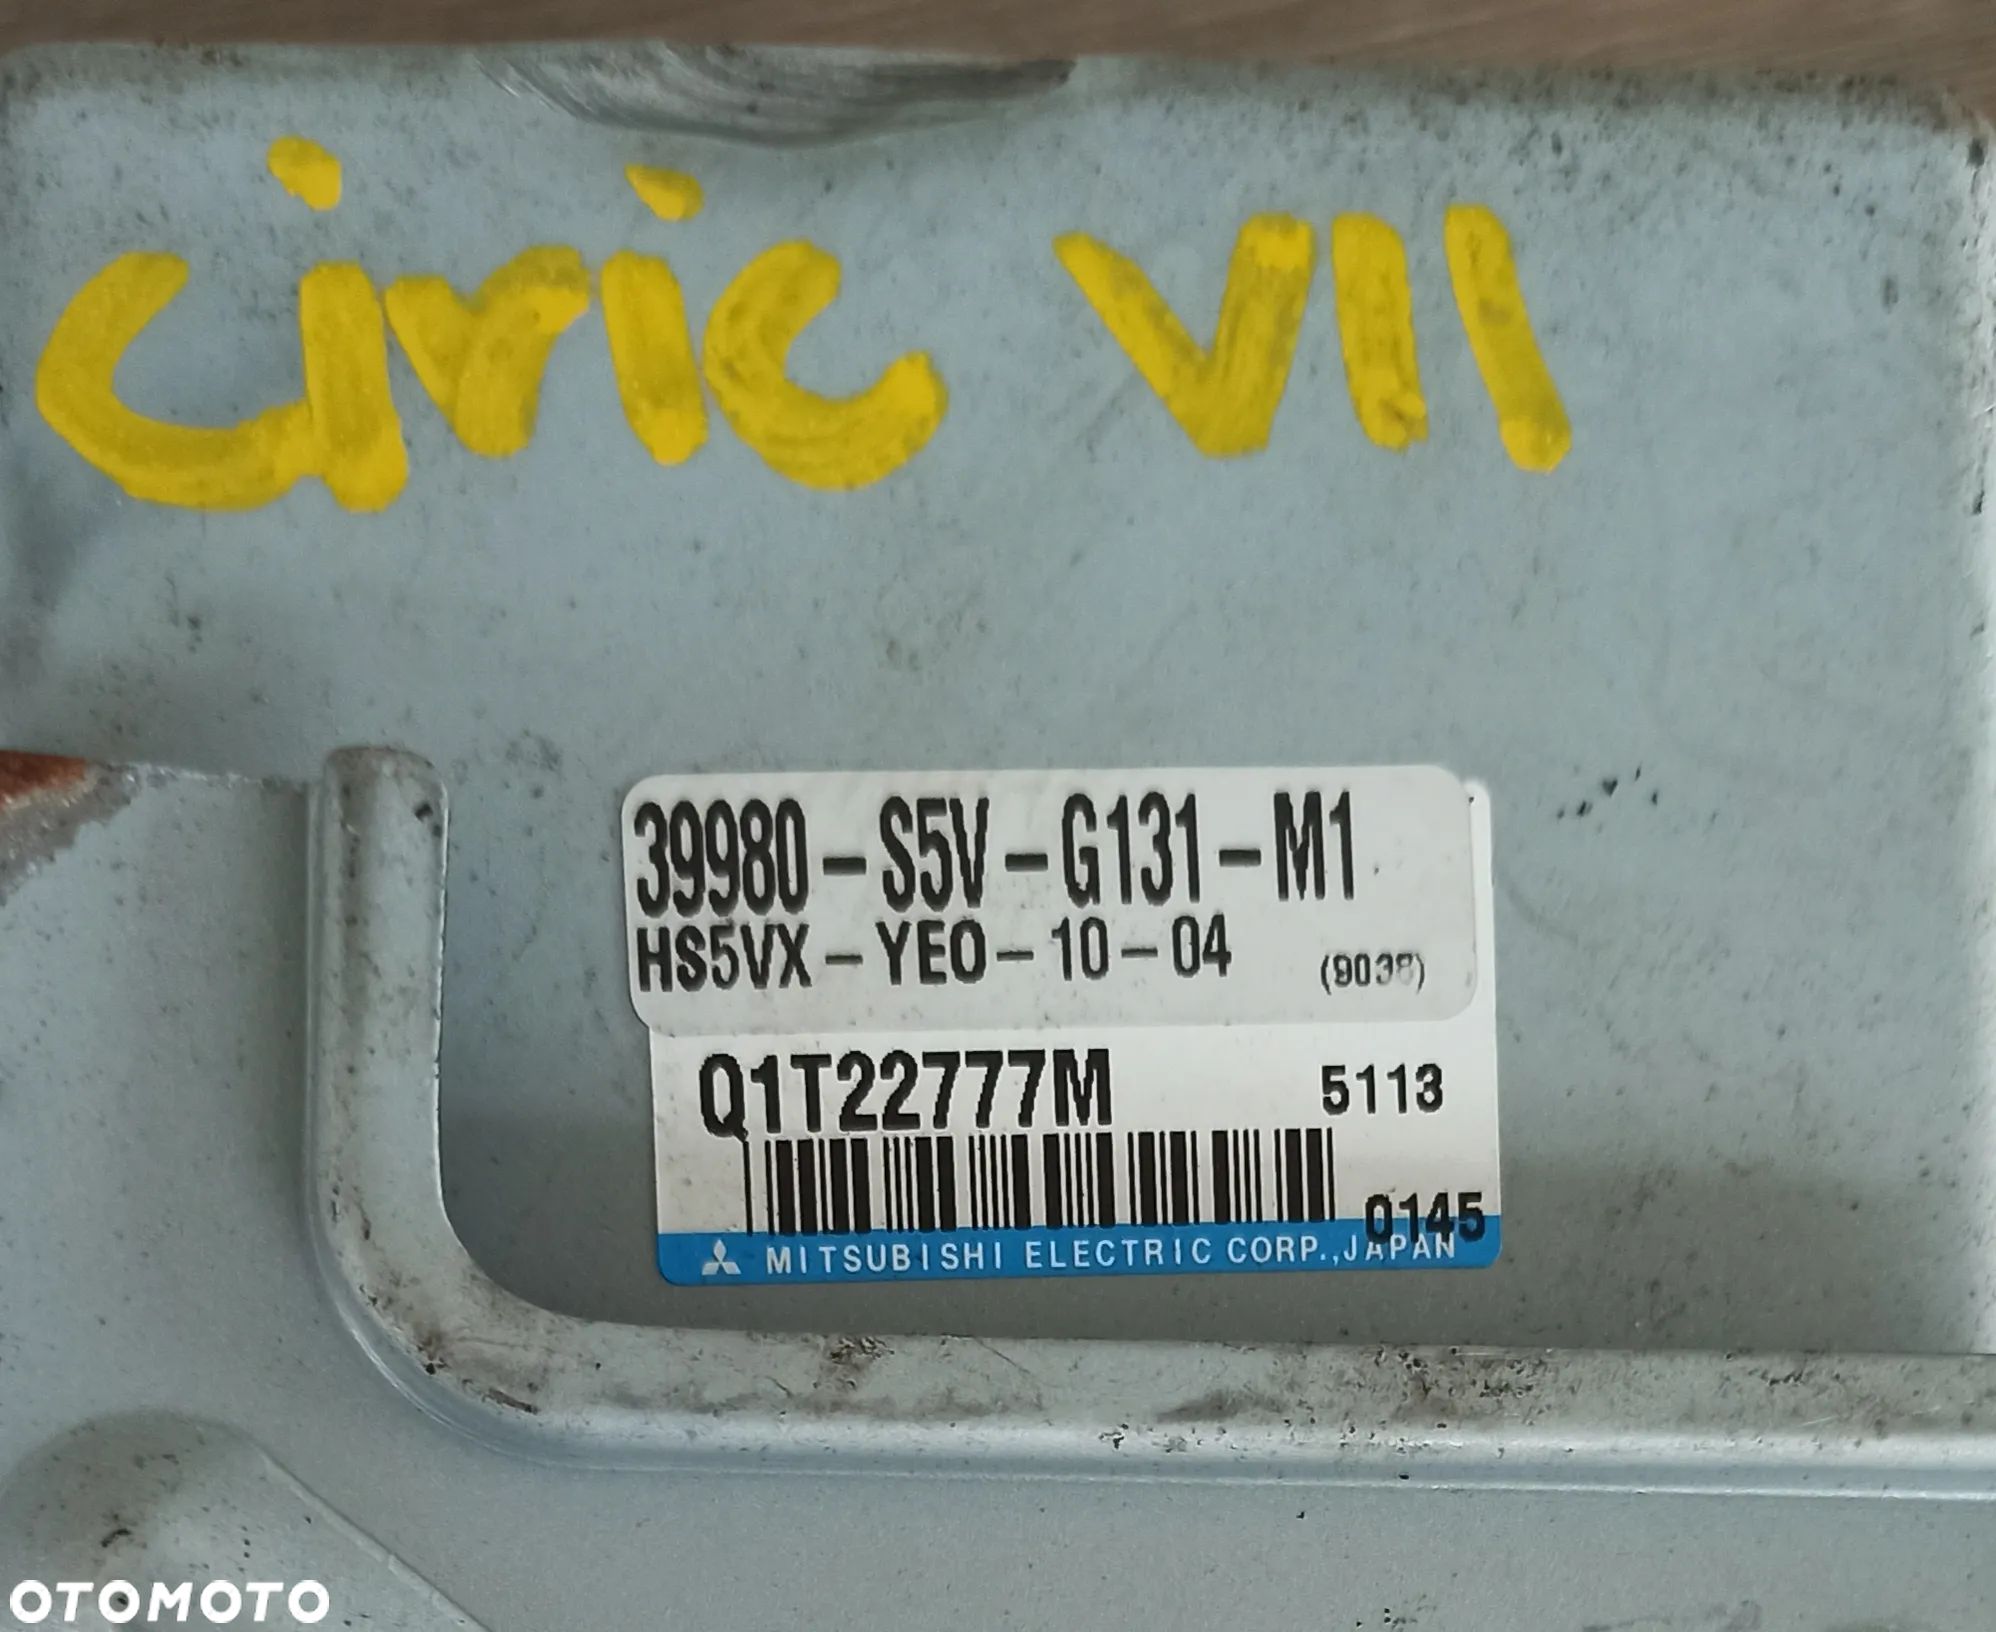 civic VII
39980-S5V-G131-M1
HS5VX-YEO-10-04 (9038)
Q1T22777M 5113
0145
MITSUBISHI ELECTRIC CORP.,JAPAN
OTOMOTO